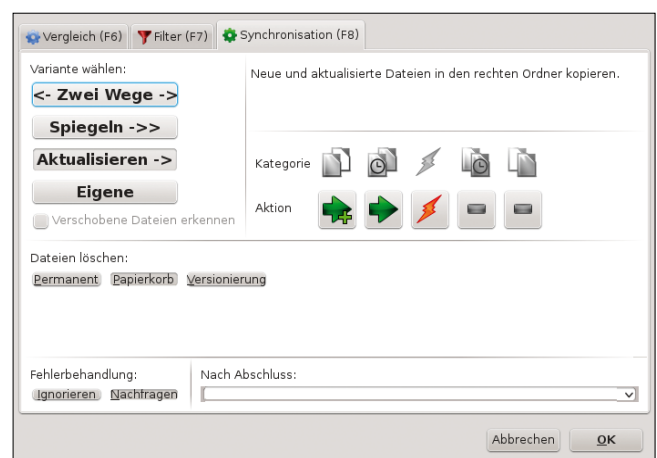 Vergleich (F6) Filter (F7) Synchronisation (F8)
Variante wählen:
Neue und aktualisierte Dateien in den rechten Ordner kopieren.
<- Zwei Wege ->
Spiegeln ->>
Aktualisieren ->
Kategorie
Eigene
Aktion
Verschobene Dateien erkennen
Dateien löschen:
Permanent Papierkorb Versionierung
Fehlerbehandlung: Nach Abschluss:
Ignorieren Nachfragen
Abbrechen OK